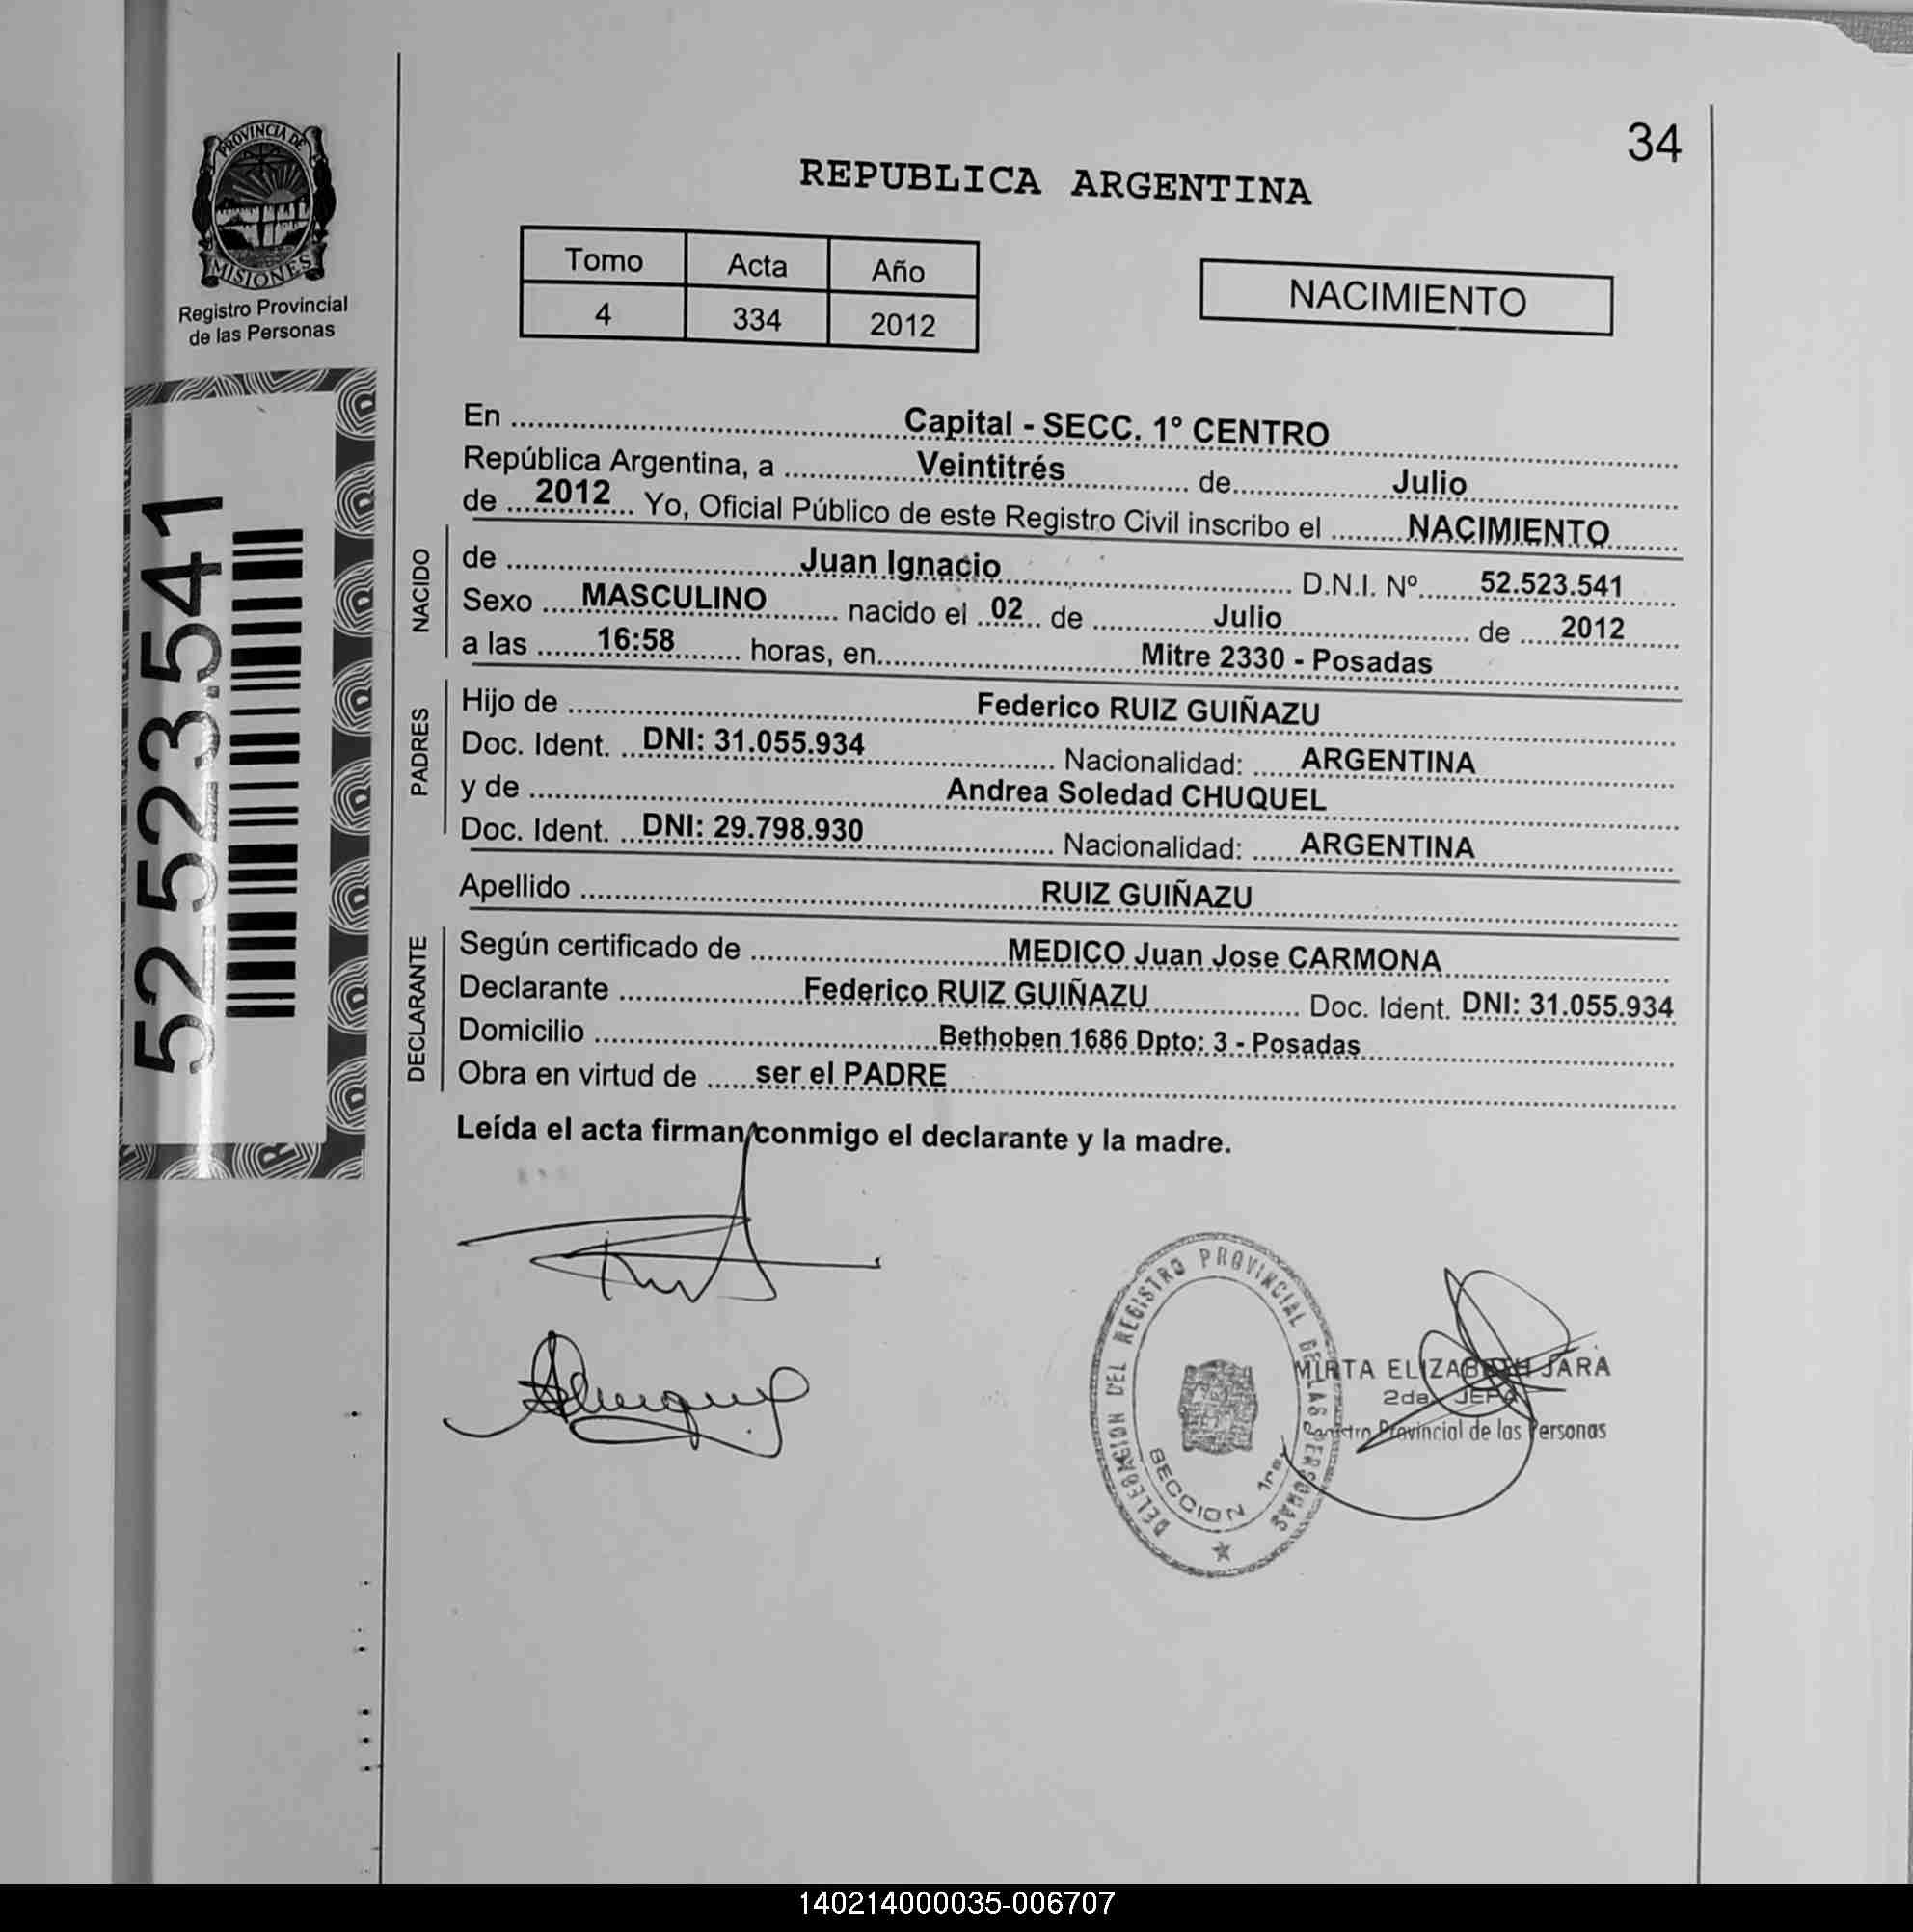 34
PROVINCIA DE
MISIONES
Registro Provincial
de las Personas
REPUBLICA ARGENTINA
Tomo Acta Año
4 334 2012
NACIMIENTO
52.523.541
En Capital - SECC. 1° CENTRO
República Argentina, a Veintitrés de Julio
de 2012 Yo, Oficial Público de este Registro Civil inscribo el NACIMIENTO
NACIDO
de Juan Ignacio D.N.I. Nº 52.523.541
Sexo MASCULINO nacido el 02 de Julio de 2012
a las 16:58 horas, en Mitre 2330 - Posadas
PADRES
Hijo de Federico RUIZ GUIÑAZU
Doc. Ident. DNI: 31.055.934 Nacionalidad: ARGENTINA
y de Andrea Soledad CHUQUEL
Doc. Ident. DNI: 29.798.930 Nacionalidad: ARGENTINA
Apellido RUIZ GUIÑAZU
DECLARANTE
Según certificado de MEDICO Juan Jose CARMONA
Declarante Federico RUIZ GUIÑAZU Doc. Ident. DNI: 31.055.934
Domicilio Bethoben 1686 Dpto: 3 - Posadas
Obra en virtud de ser el PADRE
Leída el acta firman conmigo el declarante y la madre.
DELEGACION DEL REGISTRO PROVINCIAL DE LAS PERSONAS
SECCION 1ra.
MIRTA ELIZABETH JARA
2da. JEFA
Registro Provincial de las Personas
140214000035-006707